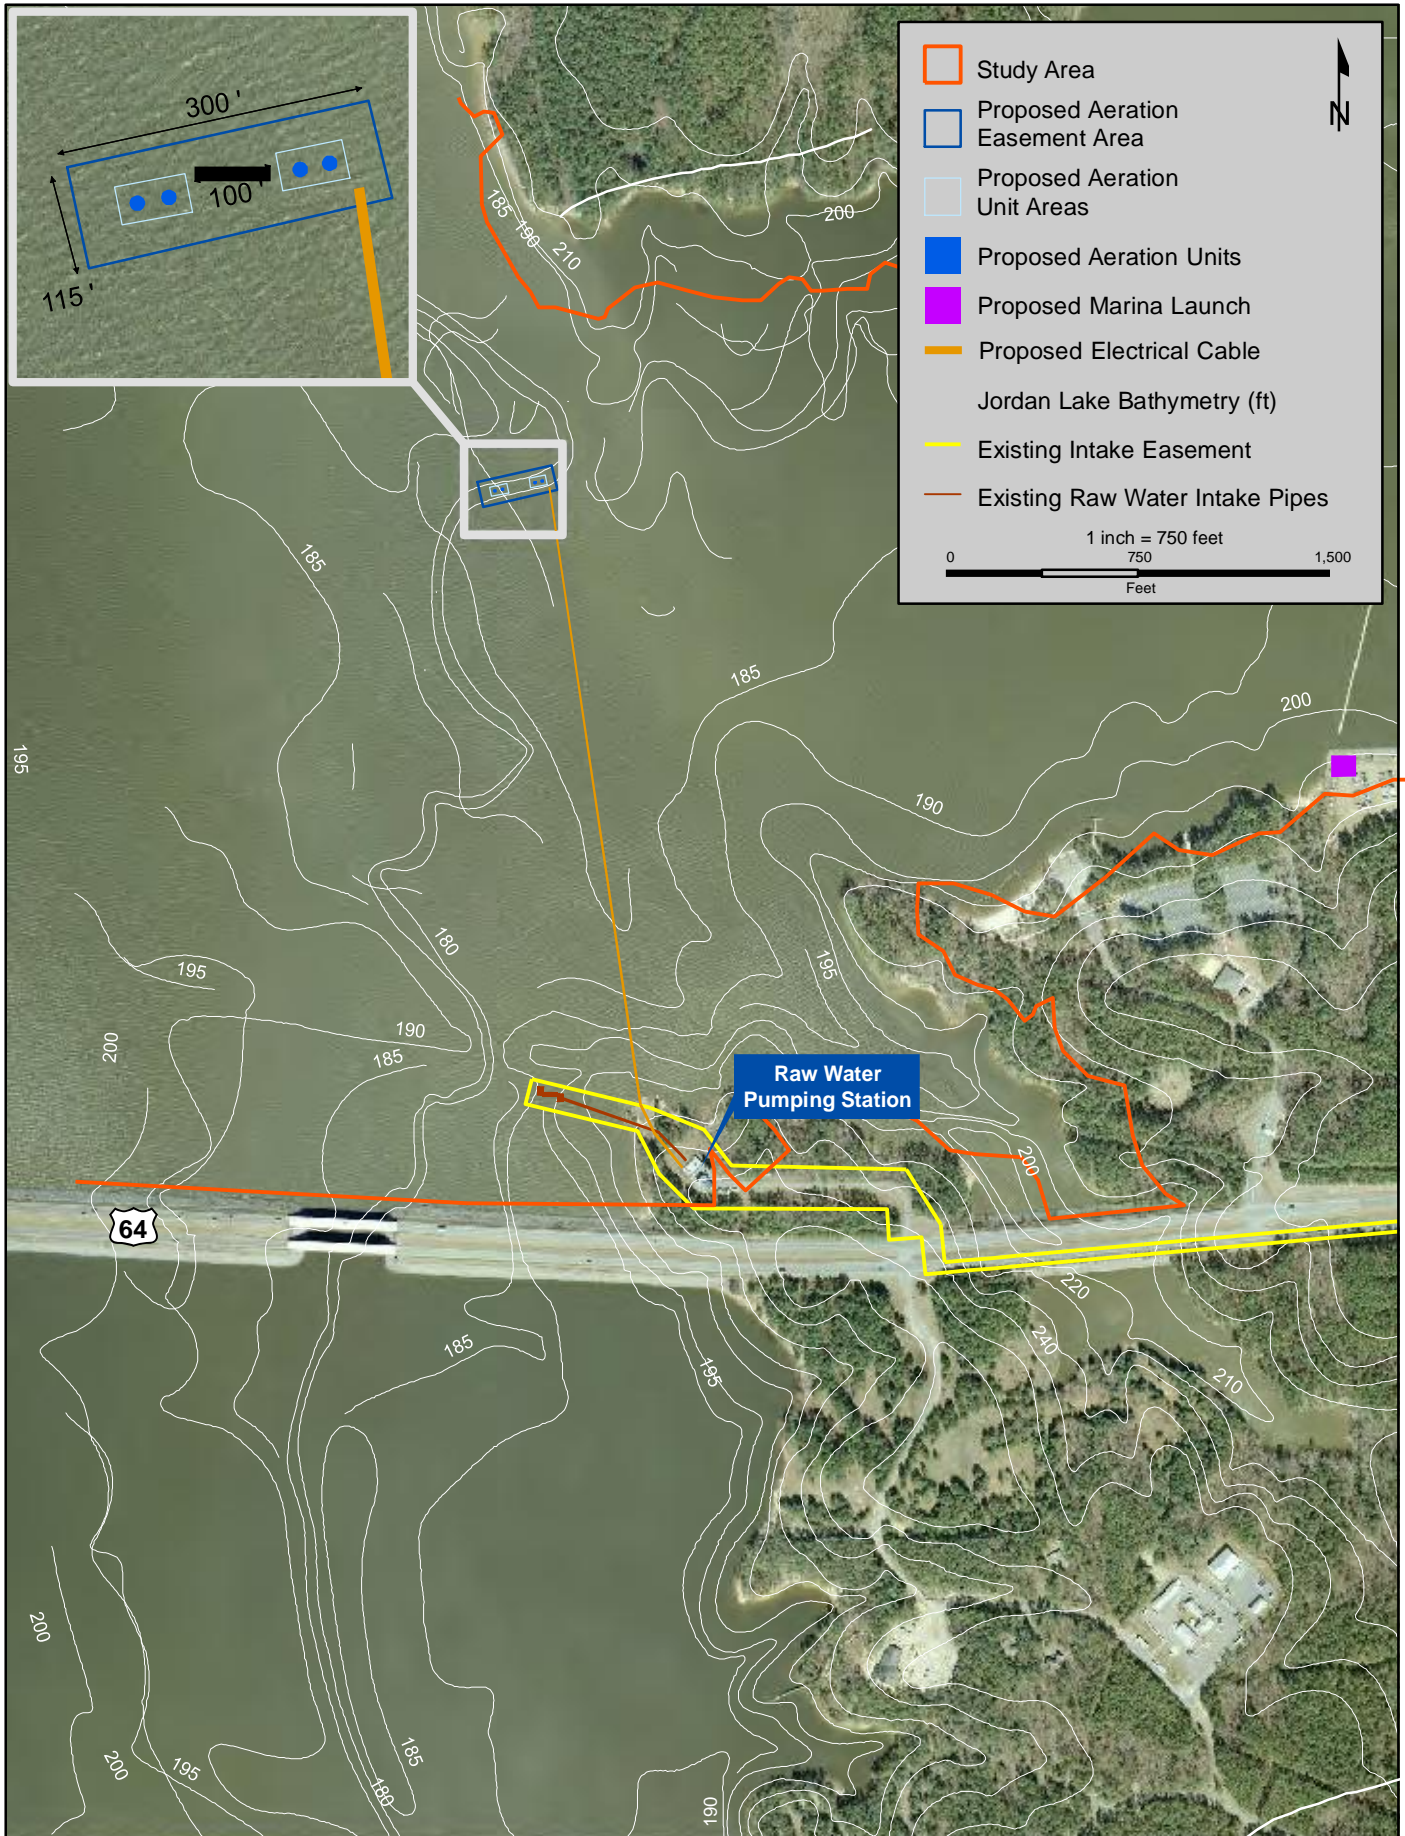 300 '
100 '
115 '
Study Area
Proposed Aeration
Easement Area
Proposed Aeration
Unit Areas
Proposed Aeration Units
Proposed Marina Launch
Proposed Electrical Cable
Jordan Lake Bathymetry (ft)
Existing Intake Easement
Existing Raw Water Intake Pipes
1 inch = 750 feet
0 750 1,500
Feet
N
185
190
210
200
185
185
200
195
190
180
195
195
190
200
185
Raw Water
Pumping Station
200
64
220
240
210
185
195
200
200
195
185
180
190